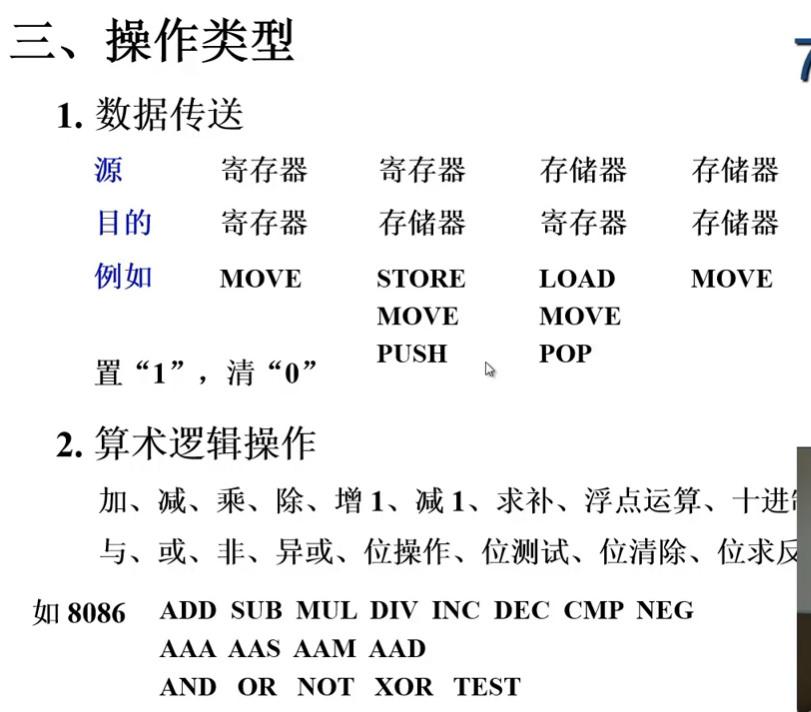 三、操作类型
7
1. 数据传送
源 寄存器 寄存器 存储器 存储器
目的 寄存器 存储器 寄存器 存储器
例如 MOVE STORE LOAD MOVE
MOVE MOVE
PUSH POP
置“1”，清“0”
2. 算术逻辑操作
加、减、乘、除、增 1、减 1、求补、浮点运算、十进
与、或、非、异或、位操作、位测试、位清除、位求反
如 8086 ADD SUB MUL DIV INC DEC CMP NEG
AAA AAS AAM AAD
AND OR NOT XOR TEST